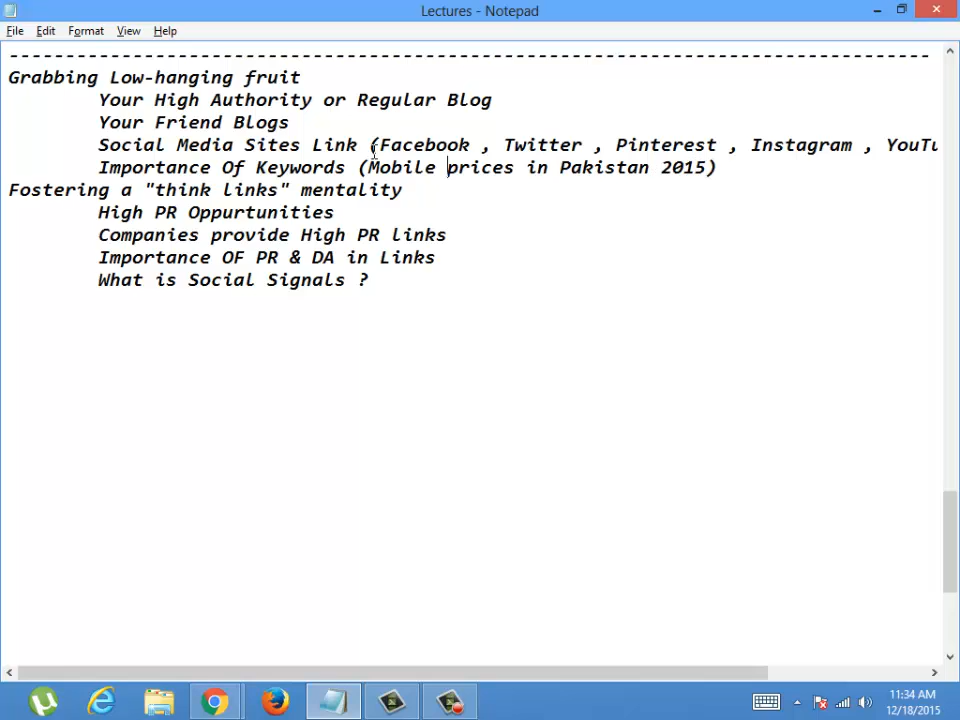 Lectures - Notepad
File Edit Format View Help
--------------------------------------------------------------------------------
Grabbing Low-hanging fruit
Your High Authority or Regular Blog
Your Friend Blogs
Social Media Sites Link (Facebook , Twitter , Pinterest , Instagram , YouTu
Importance Of Keywords (Mobile prices in Pakistan 2015)
Fostering a "think links" mentality
High PR Oppurtunities
Companies provide High PR links
Importance OF PR & DA in Links
What is Social Signals ?
11:34 AM
12/18/2015